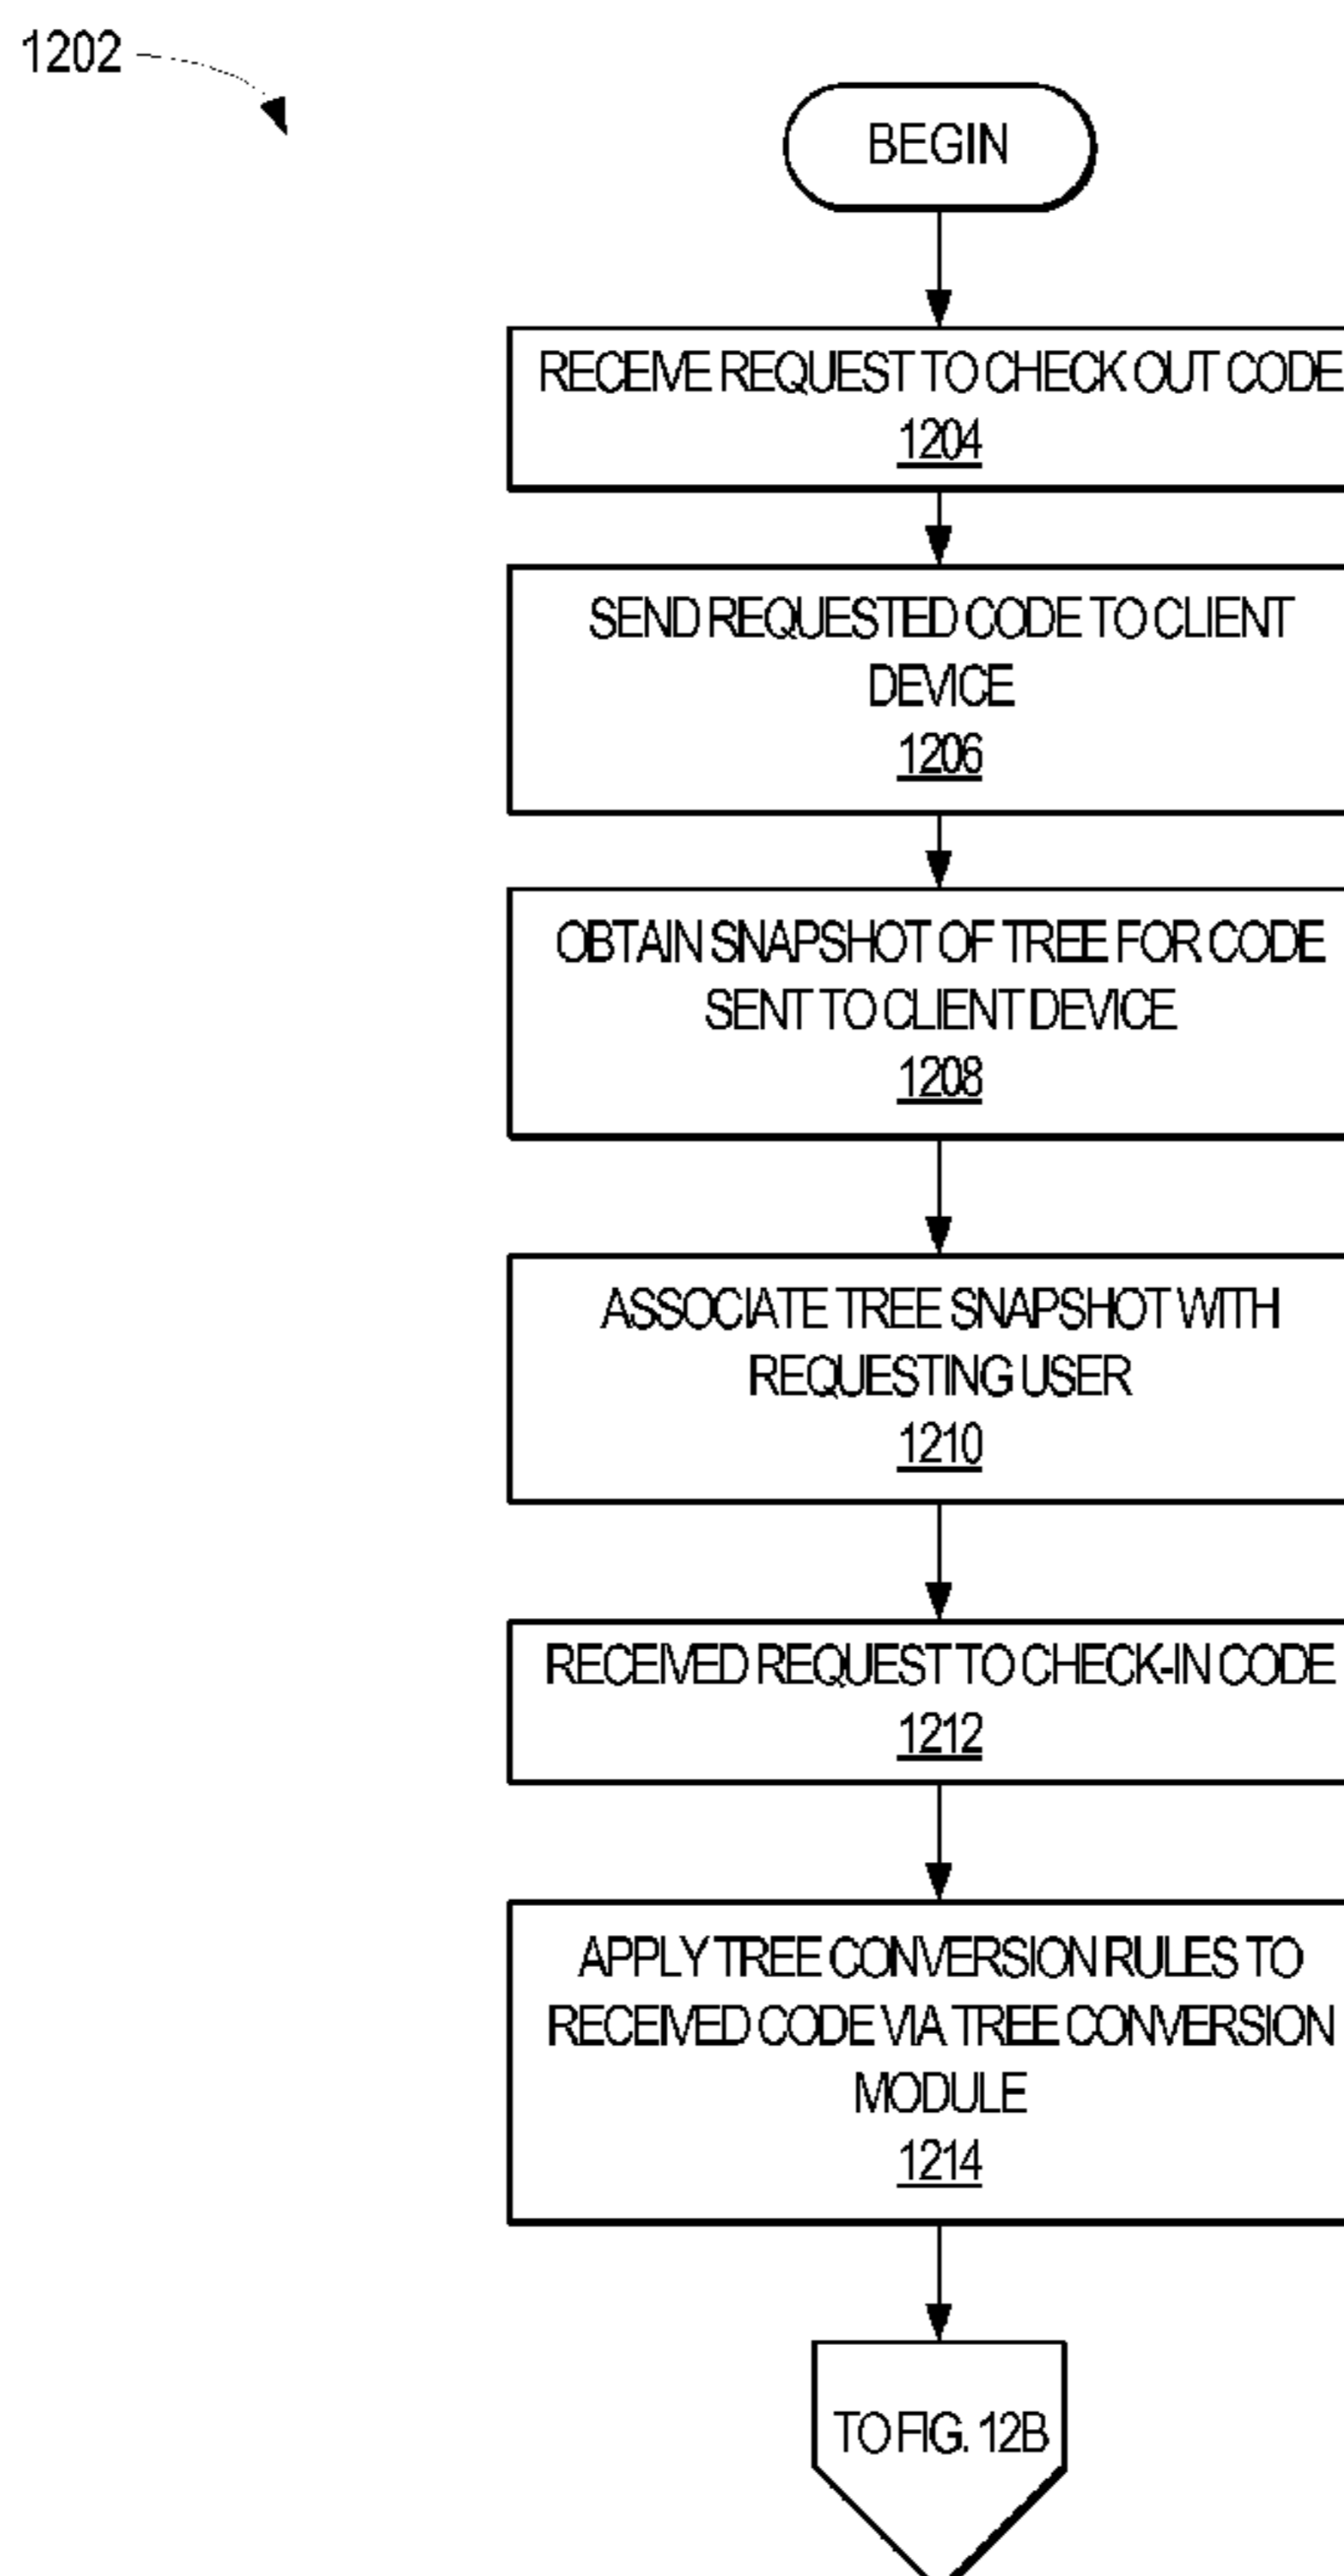 1202
BEGIN
RECEIVE REQUEST TO CHECK OUT CODE
1204
SEND REQUESTED CODE TO CLIENT
DEVICE
1206
OBTAIN SNAPSHOT OF TREE FOR CODE
SENT TO CLIENT DEVICE
1208
ASSOCIATE TREE SNAPSHOT WITH
REQUESTING USER
1210
RECEIVED REQUEST TO CHECK-IN CODE
1212
APPLY TREE CONVERSION RULES TO
RECEIVED CODE VIA TREE CONVERSION
MODULE
1214
TO FIG. 12B